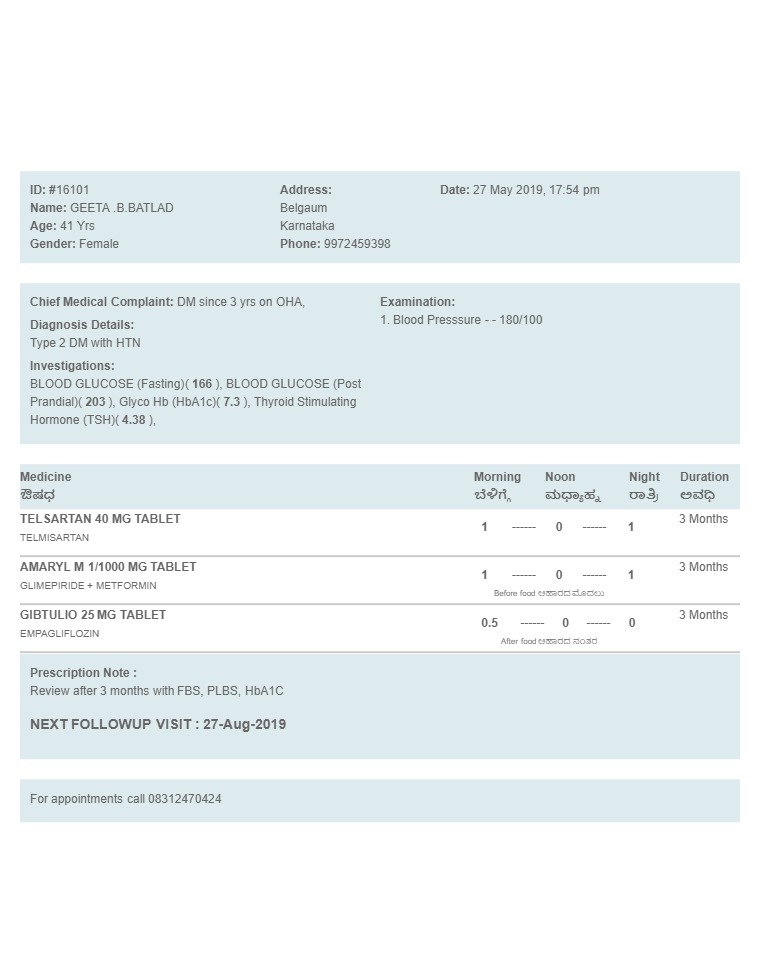 ID: #16101
Name: GEETA .B.BATLAD
Age: 41 Yrs
Gender: Female
Address:
Belgaum
Karnataka
Phone: 9972459398
Date: 27 May 2019, 17:54 pm
Chief Medical Complaint: DM since 3 yrs on OHA,
Diagnosis Details:
Type 2 DM with HTN
Investigations:
BLOOD GLUCOSE (Fasting)( 166 ), BLOOD GLUCOSE (Post
Prandial)( 203 ), Glyco Hb (HbA1c)( 7.3 ), Thyroid Stimulating
Hormone (TSH)( 4.38 ),
Examination:
1. Blood Presssure - - 180/100
Medicine Morning Noon Night Duration
ಔಷಧ ಬೆಳಿಗ್ಗೆ ಮಧ್ಯಾಹ್ನ ರಾತ್ರಿ ಅವಧಿ
TELSARTAN 40 MG TABLET 1 ------ 0 ------ 1 3 Months
TELMISARTAN
AMARYL M 1/1000 MG TABLET 1 ------ 0 ------ 1 3 Months
GLIMEPIRIDE + METFORMIN
Before food ಆಹಾರದ ಮೊದಲು
GIBTULIO 25 MG TABLET 0.5 ------ 0 ------ 0 3 Months
EMPAGLIFLOZIN
After food ಆಹಾರದ ನಂತರ
Prescription Note :
Review after 3 months with FBS, PLBS, HbA1C
NEXT FOLLOWUP VISIT : 27-Aug-2019
For appointments call 08312470424